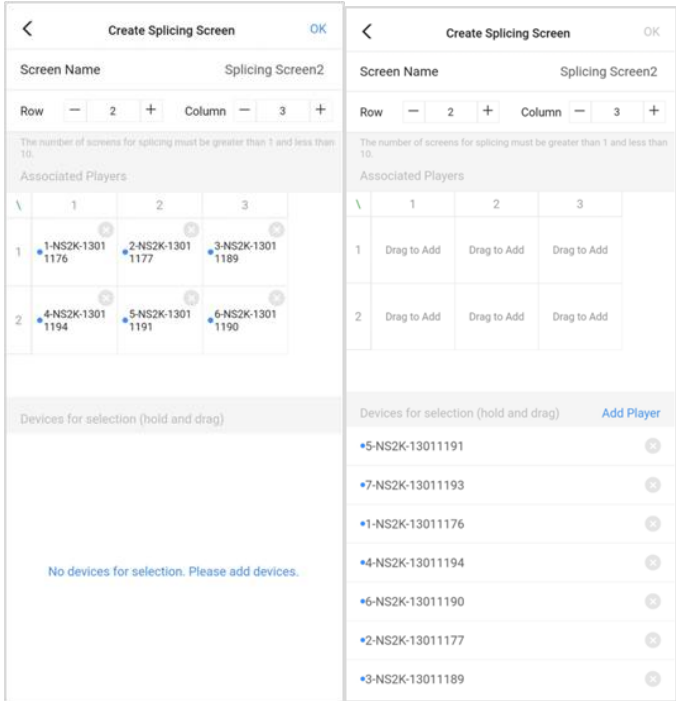 Create Splicing Screen OK
Screen Name Splicing Screen2
Row − 2 + Column − 3 +
The number of screens for splicing must be greater than 1 and less than
10.
Associated Players
\ 1 2 3
1 1-NS2K-1301 2-NS2K-1301 3-NS2K-1301
1176 1177 1189
2 4-NS2K-1301 5-NS2K-1301 6-NS2K-1301
1194 1191 1190
Devices for selection (hold and drag)
No devices for selection. Please add devices.
Create Splicing Screen OK
Screen Name Splicing Screen2
Row − 2 + Column − 3 +
The number of screens for splicing must be greater than 1 and less than
10.
Associated Players
\ 1 2 3
1 Drag to Add Drag to Add Drag to Add
2 Drag to Add Drag to Add Drag to Add
Devices for selection (hold and drag) Add Player
5-NS2K-13011191
7-NS2K-13011193
1-NS2K-13011176
4-NS2K-13011194
6-NS2K-13011190
2-NS2K-13011177
3-NS2K-13011189